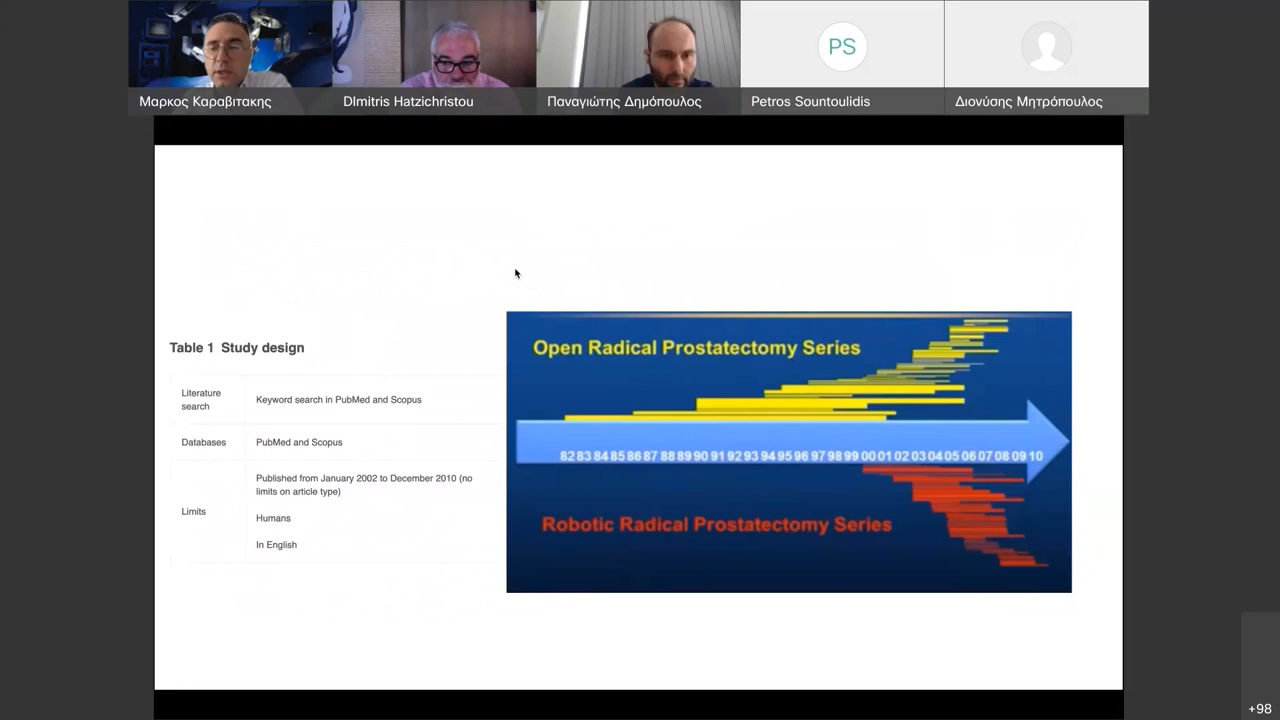 PS
Μαρκος Καραβιτακης
DImitris Hatzichristou
Παναγιώτης Δημόπουλος
Petros Sountoulidis
Διονύσης Μητρόπουλος
Table 1 Study design
Literature
search
Keyword search in PubMed and Scopus
Databases
PubMed and Scopus
Limits
Published from January 2002 to December 2010 (no
limits on article type)
Humans
In English
Open Radical Prostatectomy Series
82 83 84 85 86 87 88 89 90 91 92 93 94 95 96 97 98 99 00 01 02 03 04 05 06 07 08 09 10
Robotic Radical Prostatectomy Series
+98